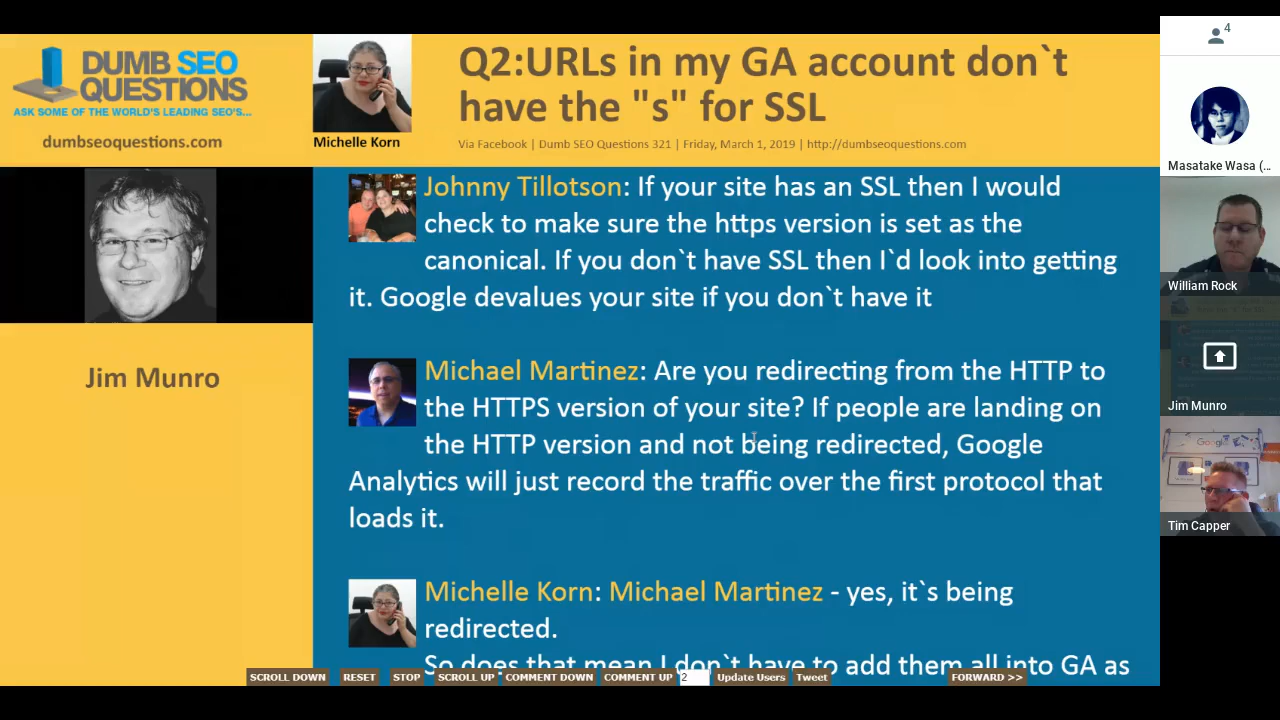 DUMB SEO
QUESTIONS
ASK SOME OF THE WORLD'S LEADING SEO'S...
dumbseoquestions.com
Michelle Korn
Q2:URLs in my GA account don`t
have the "s" for SSL
Via Facebook | Dumb SEO Questions 321 | Friday, March 1, 2019 | http://dumbseoquestions.com
Jim Munro
Johnny Tillotson: If your site has an SSL then I would
check to make sure the https version is set as the
canonical. If you don`t have SSL then I`d look into getting
it. Google devalues your site if you don`t have it
Michael Martinez: Are you redirecting from the HTTP to
the HTTPS version of your site? If people are landing on
the HTTP version and not being redirected, Google
Analytics will just record the traffic over the first protocol that
loads it.
Michelle Korn: Michael Martinez - yes, it`s being
redirected.
So does that mean I don`t have to add them all into GA as
SCROLL DOWN RESET STOP SCROLL UP COMMENT DOWN COMMENT UP 2 Update Users Tweet FORWARD >>
4
Masatake Wasa (...
William Rock
Jim Munro
Google
Tim Capper